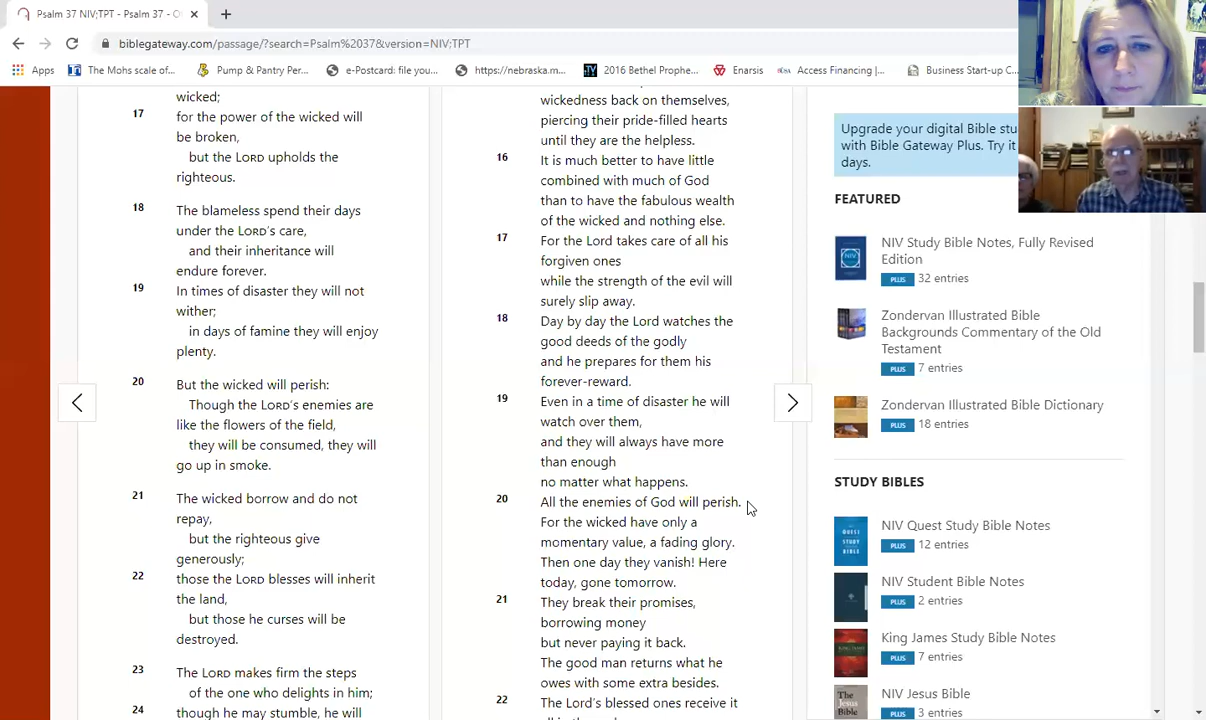 Psalm 37 NIV;TPT - Psalm 37 -
biblegateway.com/passage/?search=Psalm%2037&version=NIV;TPT
Apps
The Mohs scale of...
Pump & Pantry Per...
e-Postcard: file you...
https://nebraska.m...
2016 Bethel Prophe...
Enarsis
Access Financing |...
Business Start-up C...
wicked;
17 for the power of the wicked will
be broken,
but the LORD upholds the
righteous.
18 The blameless spend their days
under the LORD's care,
and their inheritance will
endure forever.
19 In times of disaster they will not
wither;
in days of famine they will enjoy
plenty.
20 But the wicked will perish:
Though the LORD's enemies are
like the flowers of the field,
they will be consumed, they will
go up in smoke.
21 The wicked borrow and do not
repay,
but the righteous give
generously;
22 those the LORD blesses will inherit
the land,
but those he curses will be
destroyed.
23 The LORD makes firm the steps
of the one who delights in him;
24 though he may stumble, he will
wickedness back on themselves,
piercing their pride-filled hearts
until they are the helpless.
16 It is much better to have little
combined with much of God
than to have the fabulous wealth
of the wicked and nothing else.
17 For the Lord takes care of all his
forgiven ones
while the strength of the evil will
surely slip away.
18 Day by day the Lord watches the
good deeds of the godly
and he prepares for them his
forever-reward.
19 Even in a time of disaster he will
watch over them,
and they will always have more
than enough
no matter what happens.
20 All the enemies of God will perish.
For the wicked have only a
momentary value, a fading glory.
Then one day they vanish! Here
today, gone tomorrow.
21 They break their promises,
borrowing money
but never paying it back.
The good man returns what he
owes with some extra besides.
22 The Lord's blessed ones receive it
Upgrade your digital Bible stu
with Bible Gateway Plus. Try it
days.
FEATURED
NIV Study Bible Notes, Fully Revised
Edition
PLUS 32 entries
Zondervan Illustrated Bible
Backgrounds Commentary of the Old
Testament
PLUS 7 entries
Zondervan Illustrated Bible Dictionary
PLUS 18 entries
STUDY BIBLES
QUEST STUDY BIBLE
NIV Quest Study Bible Notes
PLUS 12 entries
NIV Student Bible Notes
PLUS 2 entries
King James Study Bible Notes
PLUS 7 entries
The Jesus Bible
NIV Jesus Bible
PLUS 3 entries